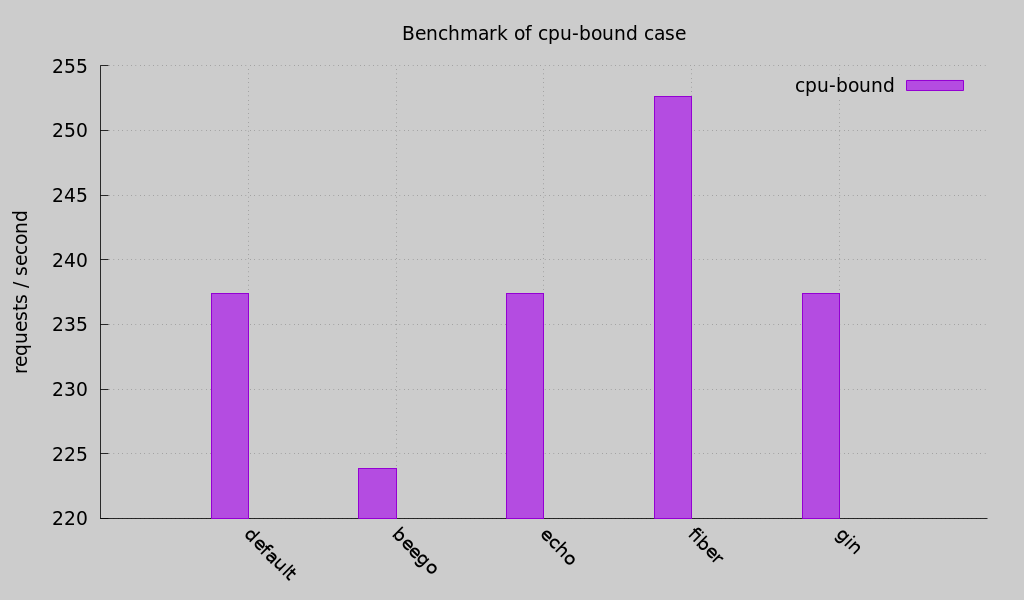 Benchmark of cpu-bound case
cpu-bound
requests / second
255
250
245
240
235
230
225
220
default
beego
echo
fiber
gin